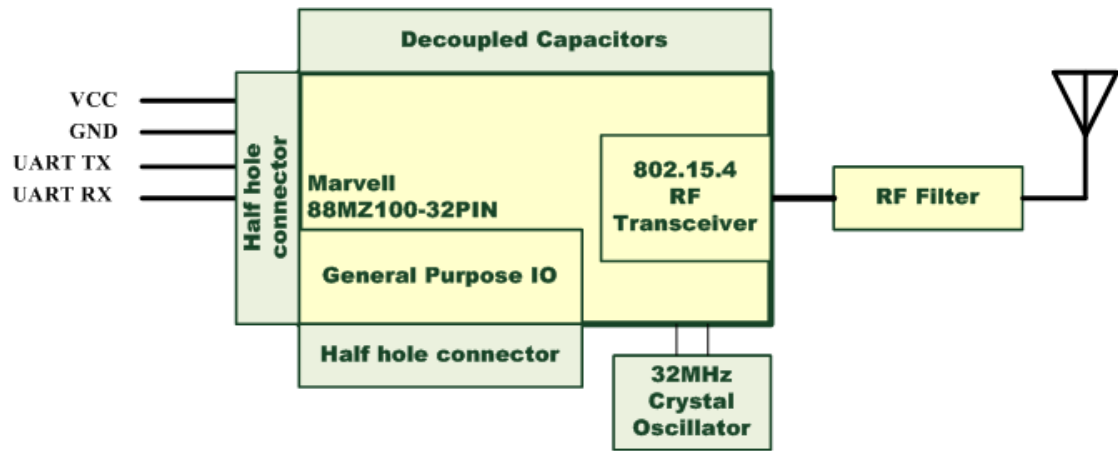 Decoupled Capacitors
VCC
GND
UART TX
UART RX
Half hole
connector
Marvell
88MZ100-32PIN
802.15.4
RF
Transceiver
RF Filter
General Purpose IO
Half hole connector
32MHz
Crystal
Oscillator